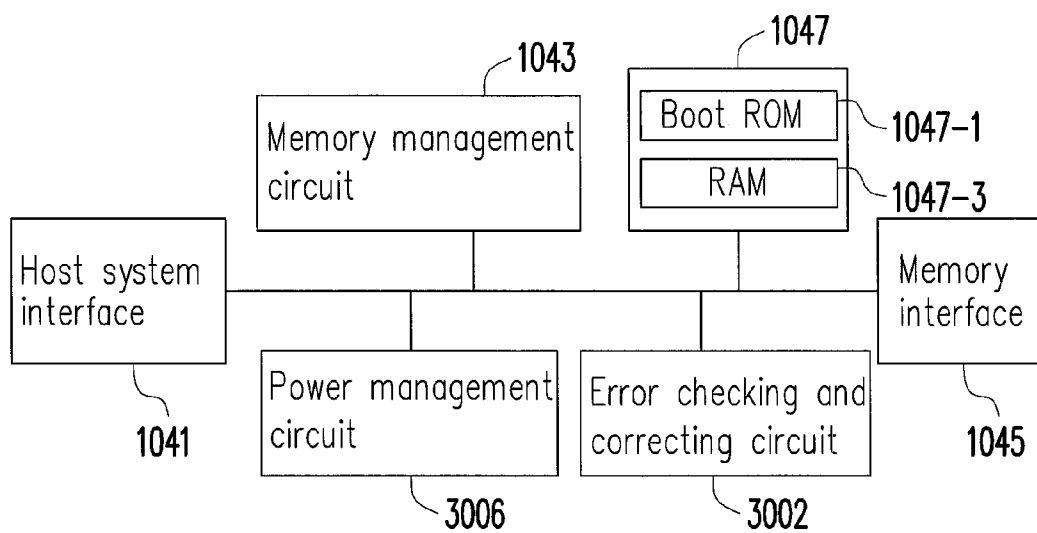 1043
1047
Memory management
circuit
Boot ROM
1047-1
RAM
1047-3
Host system
interface
Memory
interface
Power management
circuit
Error checking and
correcting circuit
1041
1045
3006
3002